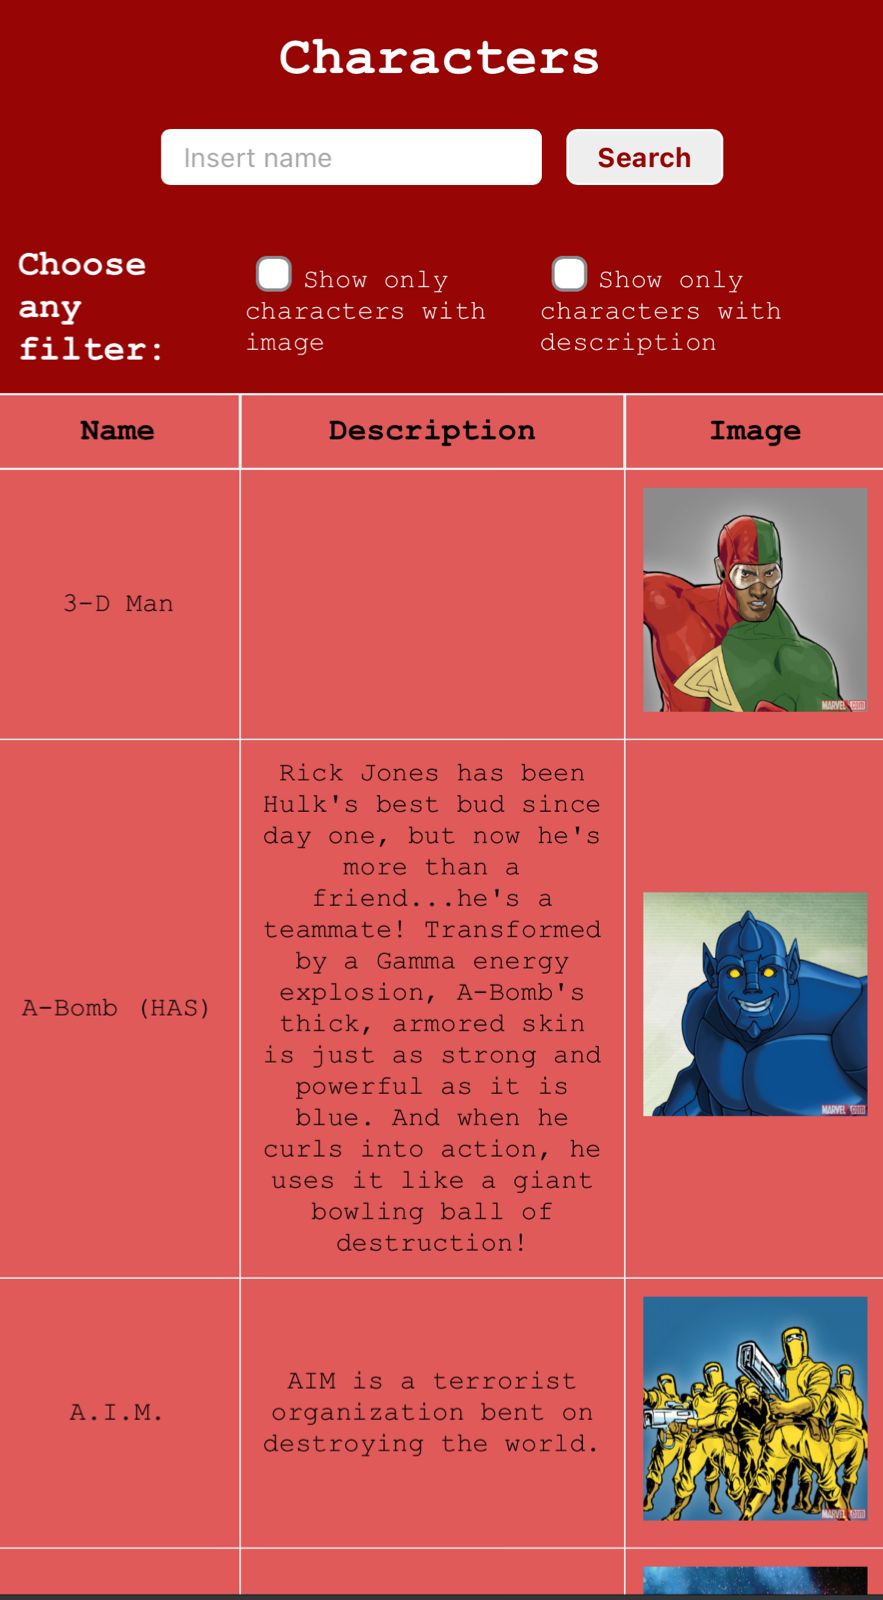 Characters
Insert name
Search
Choose
any
filter:
Show only
characters with
image
Show only
characters with
description
Name
Description
Image
3-D Man
MARVEL.COM
Rick Jones has been
Hulk's best bud since
day one, but now he's
more than a
friend...he's a
teammate! Transformed
by a Gamma energy
explosion, A-Bomb's
thick, armored skin
is just as strong and
powerful as it is
blue. And when he
curls into action, he
uses it like a giant
bowling ball of
destruction!
A-Bomb (HAS)
MARVEL.COM
A.I.M.
AIM is a terrorist
organization bent on
destroying the world.
MARVEL.COM